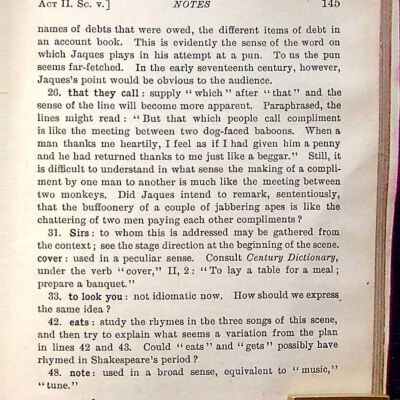 ACT II. SC. v.] NOTES 145
names of debts that were owed, the different items of debt in
an account book. This is evidently the sense of the word on
which Jaques plays in his attempt at a pun. To us the pun
seems far-fetched. In the early seventeenth century, however,
Jaques's point would be obvious to the audience.
26. that they call: supply "which" after "that" and the
sense of the line will become more apparent. Paraphrased, the
lines might read: "But that which people call compliment
is like the meeting between two dog-faced baboons. When a
man thanks me heartily, I feel as if I had given him a penny
and he had returned thanks to me just like a beggar." Still, it
is difficult to understand in what sense the making of a compli-
ment by one man to another is much like the meeting between
two monkeys. Did Jaques intend to remark, sententiously,
that the buffoonery of a couple of jabbering apes is like the
chattering of two men paying each other compliments?
31. Sirs: to whom this is addressed may be gathered from
the context; see the stage direction at the beginning of the scene.
cover: used in a peculiar sense. Consult Century Dictionary,
under the verb "cover," II, 2: "To lay a table for a meal;
prepare a banquet."
33. to look you: not idiomatic now. How should we express
the same idea?
42. eats: study the rhymes in the three songs of this scene,
and then try to explain what seems a variation from the plan
in lines 42 and 43. Could "eats" and "gets" possibly have
rhymed in Shakespeare's period?
48. note: used in a broad sense, equivalent to "music,"
"tune."